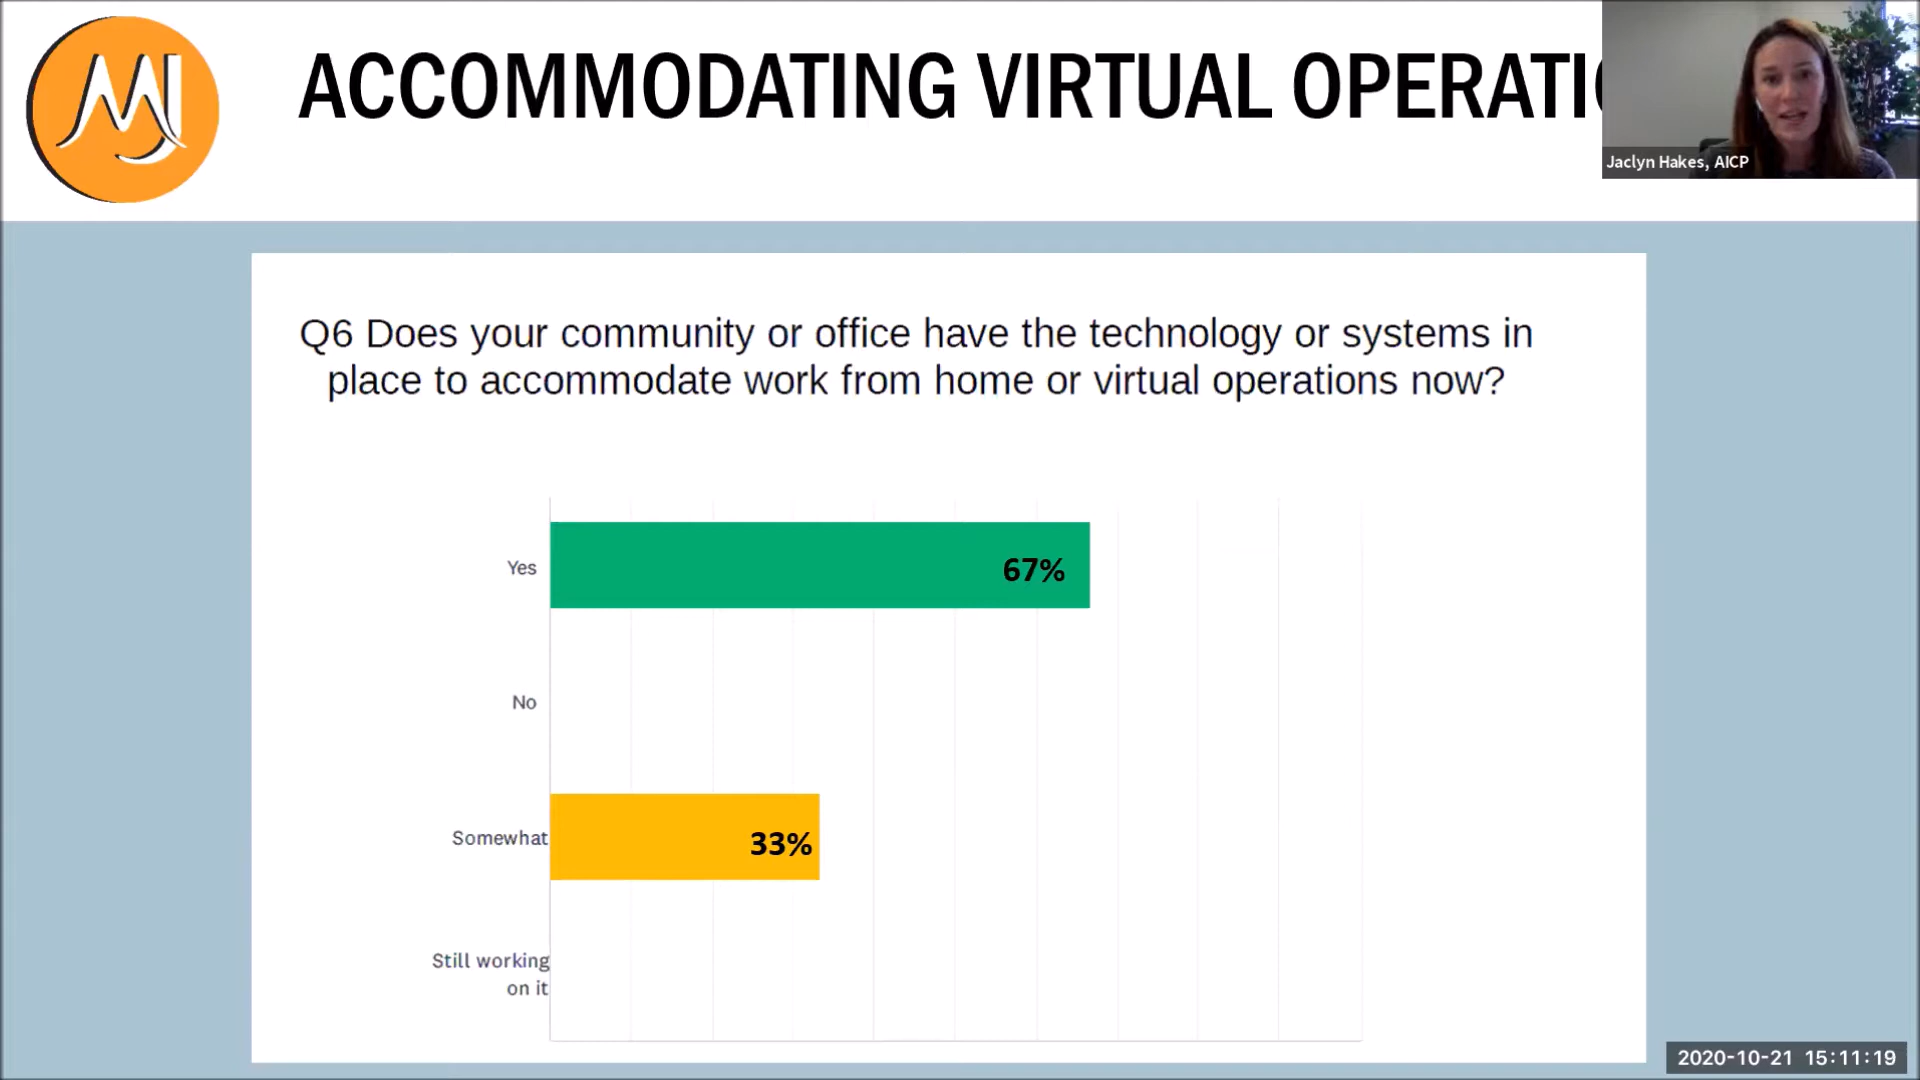 MJ
ACCOMMODATING VIRTUAL OPERATI
Jaclyn Hakes, AICP
Q6 Does your community or office have the technology or systems in
place to accommodate work from home or virtual operations now?
Yes
67%
No
Somewhat
33%
Still working
on it
2020-10-21 15:11:19